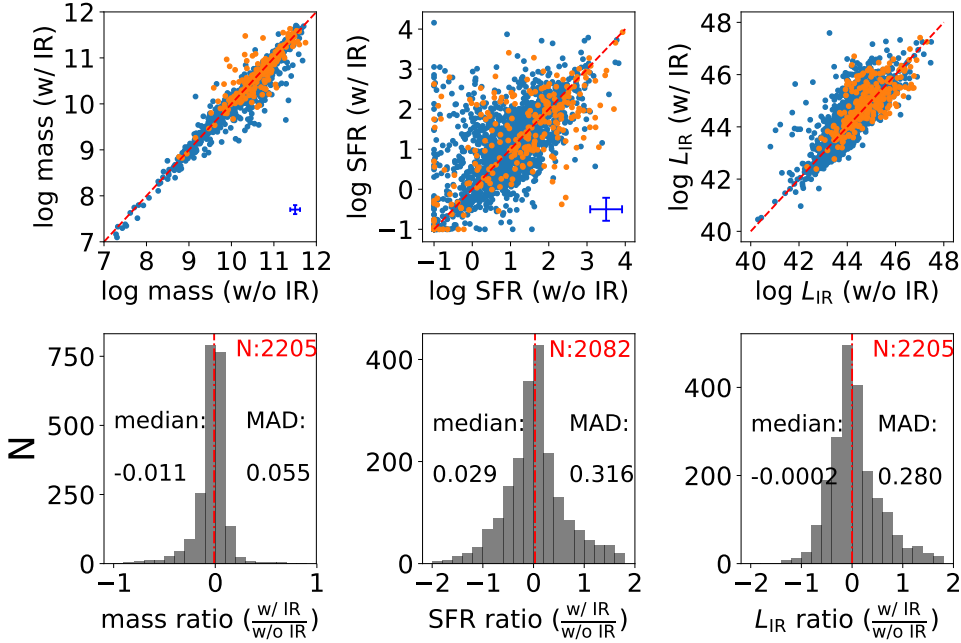 log mass (w/ IR)
12
11
10
9
8
7
7 8 9 10 11 12
log mass (w/o IR)
log SFR (w/ IR)
4
3
2
1
0
−1
−1 0 1 2 3 4
log SFR (w/o IR)
log L_IR (w/ IR)
48
46
44
42
40
40 42 44 46 48
log L_IR (w/o IR)
N
750
500
250
0
N:2205
median: MAD:
-0.011 0.055
−1 0 1
mass ratio (w/ IR / w/o IR)
400
200
0
N:2082
median: MAD:
0.029 0.316
−2 −1 0 1 2
SFR ratio (w/ IR / w/o IR)
400
200
0
N:2205
median: MAD:
-0.0002 0.280
−2 −1 0 1 2
L_IR ratio (w/ IR / w/o IR)